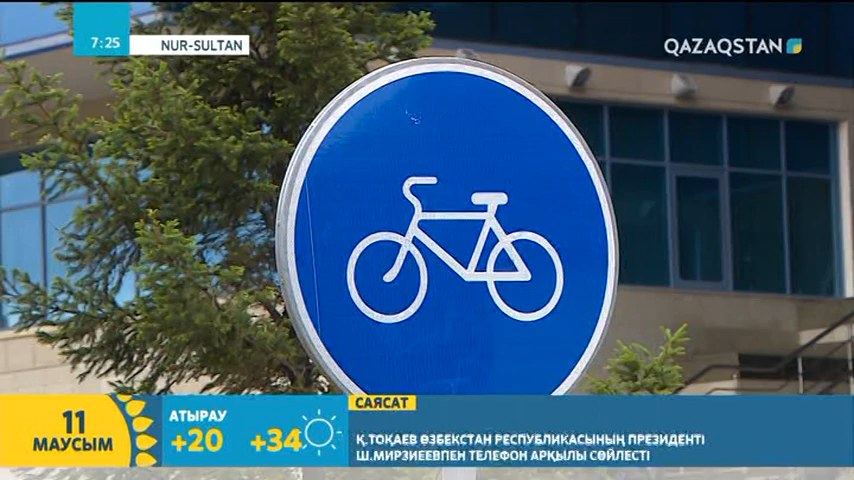 7:25
NUR-SULTAN
QAZAQSTAN
11
МАУСЫМ
АТЫРАУ
+20 +34
САЯСАТ
Қ.ТОҚАЕВ ӨЗБЕКСТАН РЕСПУБЛИКАСЫНЫҢ ПРЕЗИДЕНТІ
Ш.МИРЗИЕЕВПЕН ТЕЛЕФОН АРҚЫЛЫ СӨЙЛЕСТІ